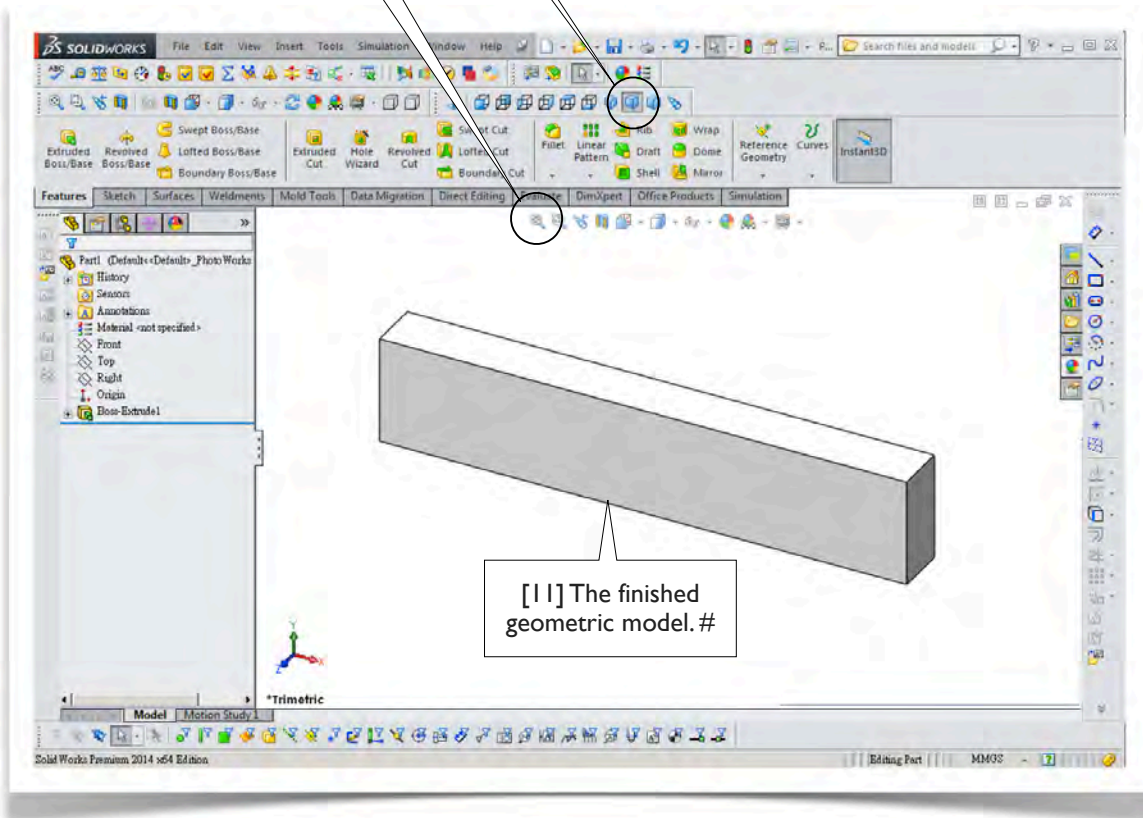 SOLIDWORKS File Edit View Insert Tools Simulation Window Help Search files and models
Swept Boss/Base Swept Cut Rib Wrap
Extruded Boss/Base Revolved Boss/Base Lofted Boss/Base Extruded Cut Hole Wizard Revolved Cut Lofted Cut Fillet Linear Pattern Draft Dome Reference Geometry Curves Instant3D
Boundary Boss/Base Boundary Cut Shell Mirror
Features Sketch Surfaces Weldments Mold Tools Data Migration Direct Editing Evaluate DimXpert Office Products Simulation
Part1 (Default<<Default>_PhotoWorks
History
Sensors
Annotations
Material <not specified>
Front
Top
Right
Origin
Boss-Extrude1
[11] The finished
geometric model. #
Y
X
Z
*Trimetric
Model Motion Study 1
SolidWorks Premium 2014 x64 Edition Editing Part MMGS